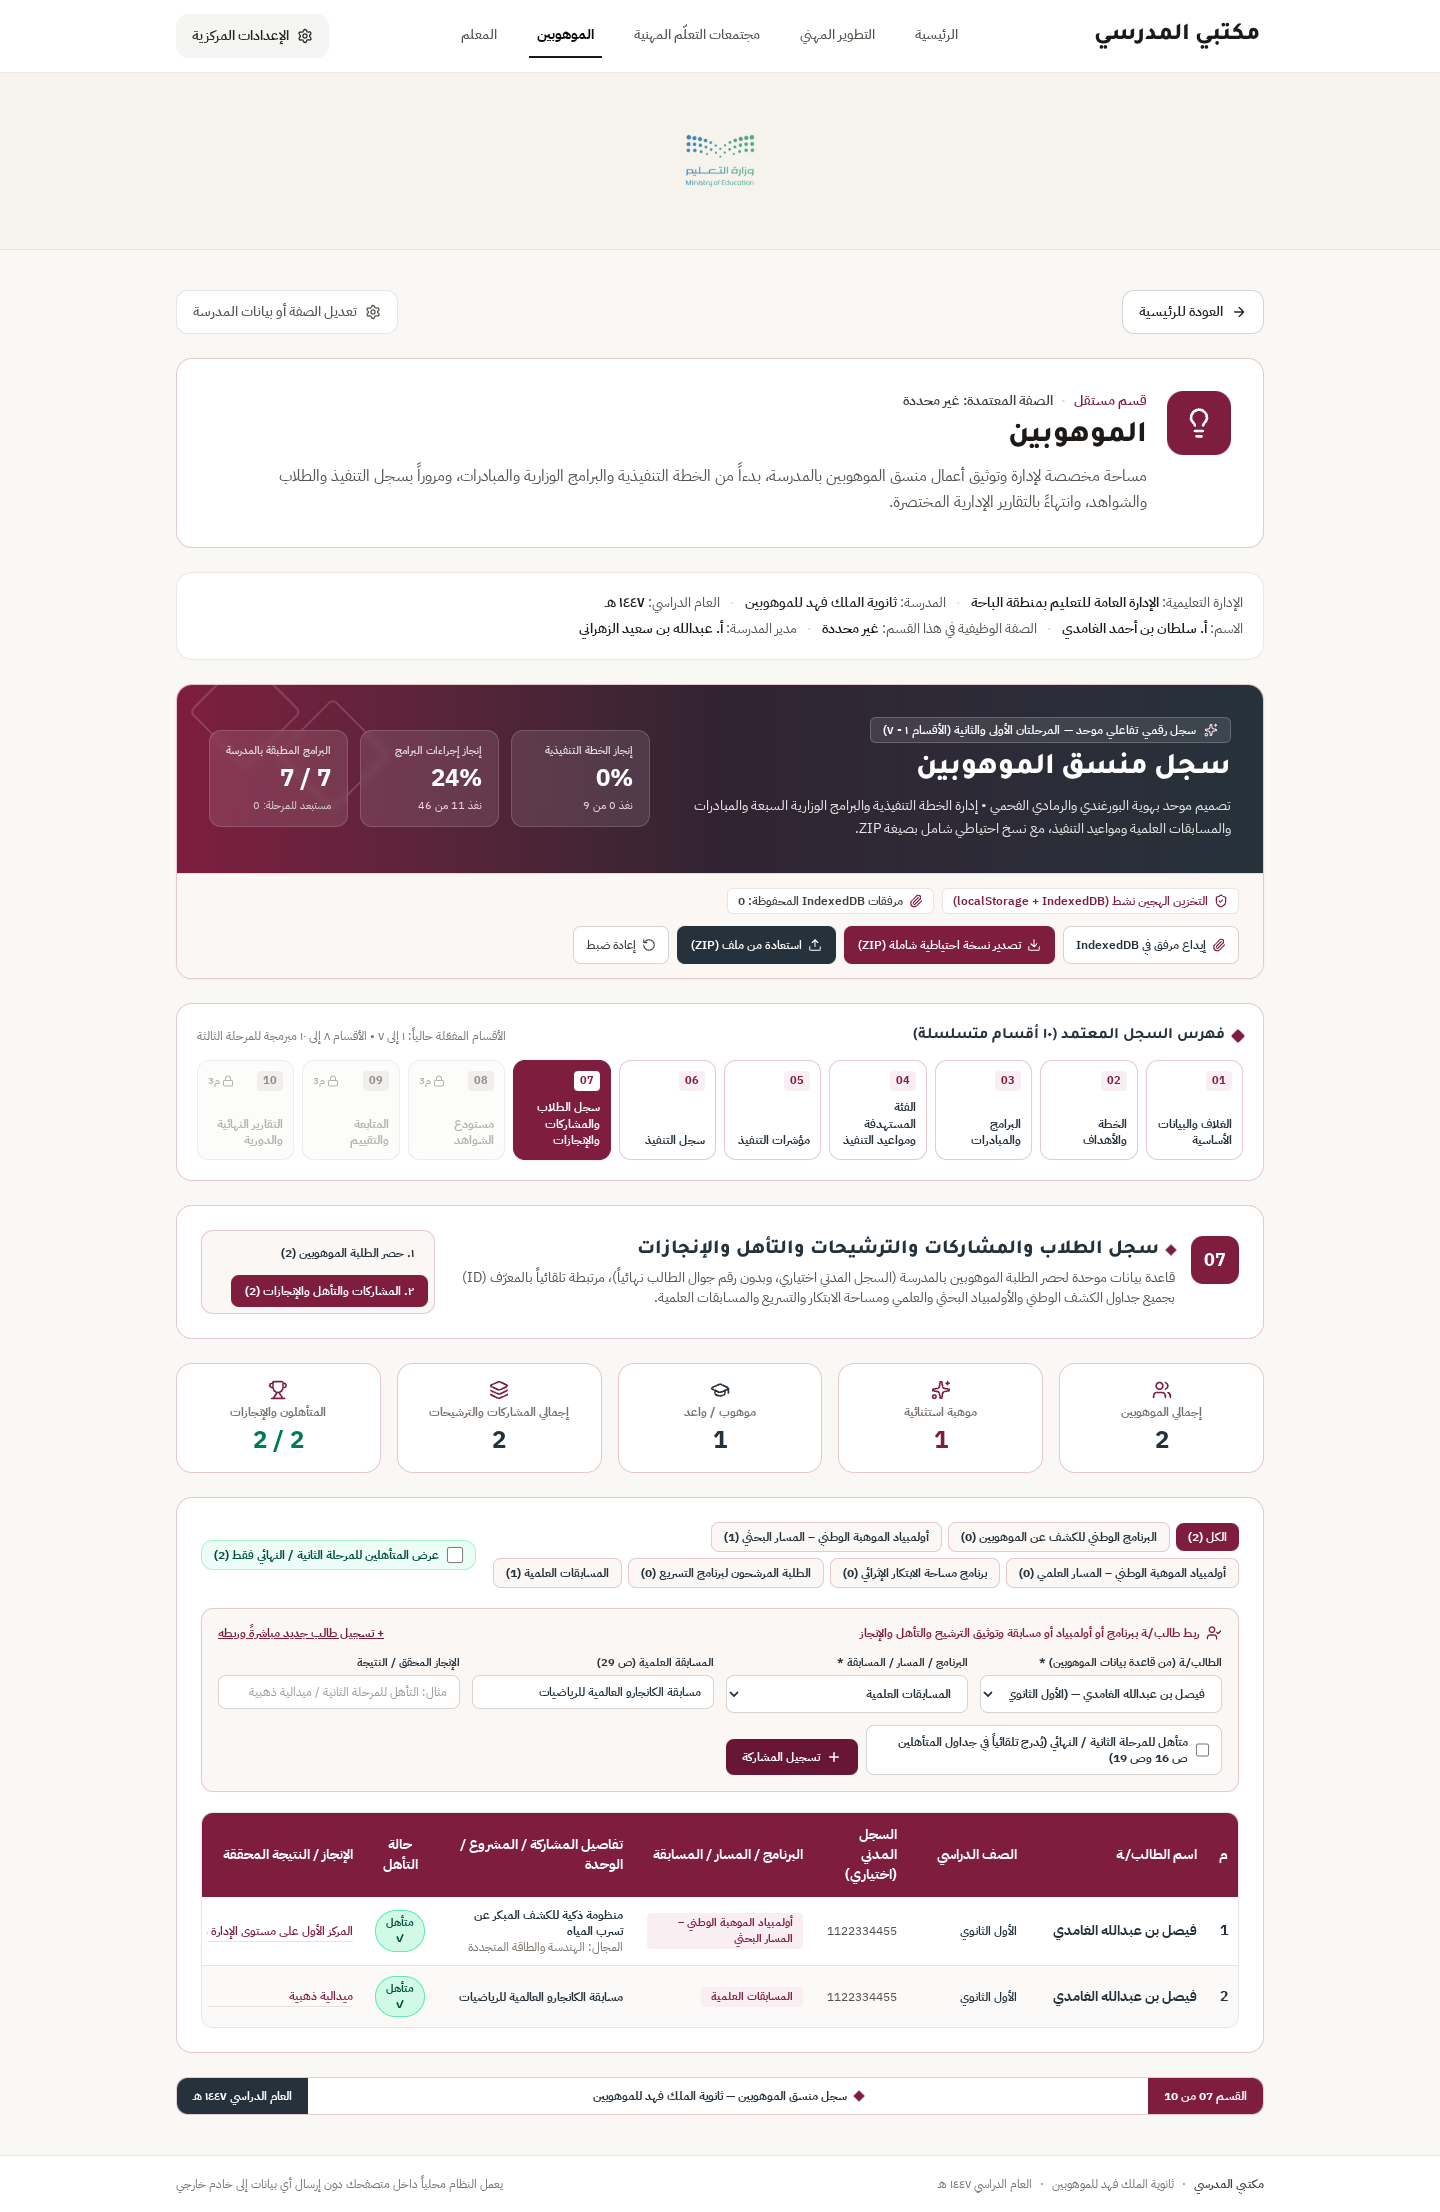 مكتبي المدرسي
الرئيسية
التطوير المهني
مجتمعات التعلّم المهنية
الموهوبين
المعلم
الإعدادات المركزية
وزارة التعـــليم
Ministry of Education
العودة للرئيسية
تعديل الصفة أو بيانات المدرسة
قسم مستقل · الصفة المعتمدة: غير محددة
الموهوبين
مساحة مخصصة لإدارة وتوثيق أعمال منسق الموهوبين بالمدرسة، بدءاً من الخطة التنفيذية والبرامج الوزارية والمبادرات، ومروراً بسجل التنفيذ والطلاب
والشواهد، وانتهاءً بالتقارير الإدارية المختصرة.
الإدارة التعليمية: الإدارة العامة للتعليم بمنطقة الباحة · المدرسة: ثانوية الملك فهد للموهوبين · العام الدراسي: ١٤٤٧ هـ
الاسم: أ. سلطان بن أحمد الغامدي · الصفة الوظيفية في هذا القسم: غير محددة · مدير المدرسة: أ. عبدالله بن سعيد الزهراني
سجل رقمي تفاعلي موحد — المرحلتان الأولى والثانية (الأقسام ١ - ٧)
سجل منسق الموهوبين
تصميم موحد بهوية البورغندي والرمادي الفحمي • إدارة الخطة التنفيذية والبرامج الوزارية السبعة والمبادرات
والمسابقات العلمية ومواعيد التنفيذ، مع نسخ احتياطي شامل بصيغة ZIP.
إنجاز الخطة التنفيذية
0%
نفذ 0 من 9
إنجاز إجراءات البرامج
24%
نفذ 11 من 46
البرامج المطبقة بالمدرسة
7 / 7
مستبعد للمرحلة: 0
التخزين الهجين نشط (localStorage + IndexedDB)
مرفقات IndexedDB المحفوظة: 0
إيداع مرفق في IndexedDB
تصدير نسخة احتياطية شاملة (ZIP)
استعادة من ملف (ZIP)
إعادة ضبط
فهرس السجل المعتمد (١٠ أقسام متسلسلة)
الأقسام المفعّلة حالياً: ١ إلى ٧ • الأقسام ٨ إلى ١٠ مبرمجة للمرحلة الثالثة
01
الغلاف والبيانات
الأساسية
02
الخطة
والأهداف
03
البرامج
والمبادرات
04
الفئة
المستهدفة
ومواعيد التنفيذ
05
مؤشرات التنفيذ
06
سجل التنفيذ
07
سجل الطلاب
والمشاركات
والإنجازات
08
م3
مستودع
الشواهد
09
م3
المتابعة
والتقييم
10
م3
التقارير النهائية
والدورية
07
سجل الطلاب والمشاركات والترشيحات والتأهل والإنجازات
قاعدة بيانات موحدة لحصر الطلبة الموهوبين بالمدرسة (السجل المدني اختياري، وبدون رقم جوال الطالب نهائياً)، مرتبطة تلقائياً بالمعرّف (ID)
بجميع جداول الكشف الوطني والأولمبياد البحثي والعلمي ومساحة الابتكار والتسريع والمسابقات العلمية.
١. حصر الطلبة الموهوبين (2)
٢. المشاركات والتأهل والإنجازات (2)
إجمالي الموهوبين
2
موهبة استثنائية
1
موهوب / واعد
1
إجمالي المشاركات والترشيحات
2
المتأهلون والإنجازات
2 / 2
الكل (2)
البرنامج الوطني للكشف عن الموهوبين (0)
أولمبياد الموهبة الوطني – المسار البحثي (1)
أولمبياد الموهبة الوطني – المسار العلمي (0)
برنامج مساحة الابتكار الإثرائي (0)
الطلبة المرشحون لبرنامج التسريع (0)
المسابقات العلمية (1)
عرض المتأهلين للمرحلة الثانية / النهائي فقط (2)
ربط طالب/ـة ببرنامج أو أولمبياد أو مسابقة وتوثيق الترشيح والتأهل والإنجاز
+ تسجيل طالب جديد مباشرةً وربطه
الطالب/ـة (من قاعدة بيانات الموهوبين) *
فيصل بن عبدالله الغامدي — (الأول الثانوي
البرنامج / المسار / المسابقة *
المسابقات العلمية
المسابقة العلمية (ص 29)
مسابقة الكانجارو العالمية للرياضيات
الإنجاز المحقق / النتيجة
مثال: التأهل للمرحلة الثانية / ميدالية ذهبية
متأهل للمرحلة الثانية / النهائي (يُدرج تلقائياً في جداول المتأهلين
ص 16 وص 19)
تسجيل المشاركة
م
اسم الطالب/ـة
الصف الدراسي
السجل
المدني
(اختياري)
البرنامج / المسار / المسابقة
تفاصيل المشاركة / المشروع /
الوحدة
حالة
التأهل
الإنجاز / النتيجة المحققة
1
فيصل بن عبدالله الغامدي
الأول الثانوي
1122334455
أولمبياد الموهبة الوطني –
المسار البحثي
منظومة ذكية للكشف المبكر عن
تسرب المياه
المجال: الهندسة والطاقة المتجددة
متأهل
✓
المركز الأول على مستوى الإدارة
2
فيصل بن عبدالله الغامدي
الأول الثانوي
1122334455
المسابقات العلمية
مسابقة الكانجارو العالمية للرياضيات
متأهل
✓
ميدالية ذهبية
القسم 07 من 10
سجل منسق الموهوبين — ثانوية الملك فهد للموهوبين
العام الدراسي ١٤٤٧ هـ
مكتبي المدرسي · ثانوية الملك فهد للموهوبين · العام الدراسي ١٤٤٧ هـ
يعمل النظام محلياً داخل متصفحك دون إرسال أي بيانات إلى خادم خارجي